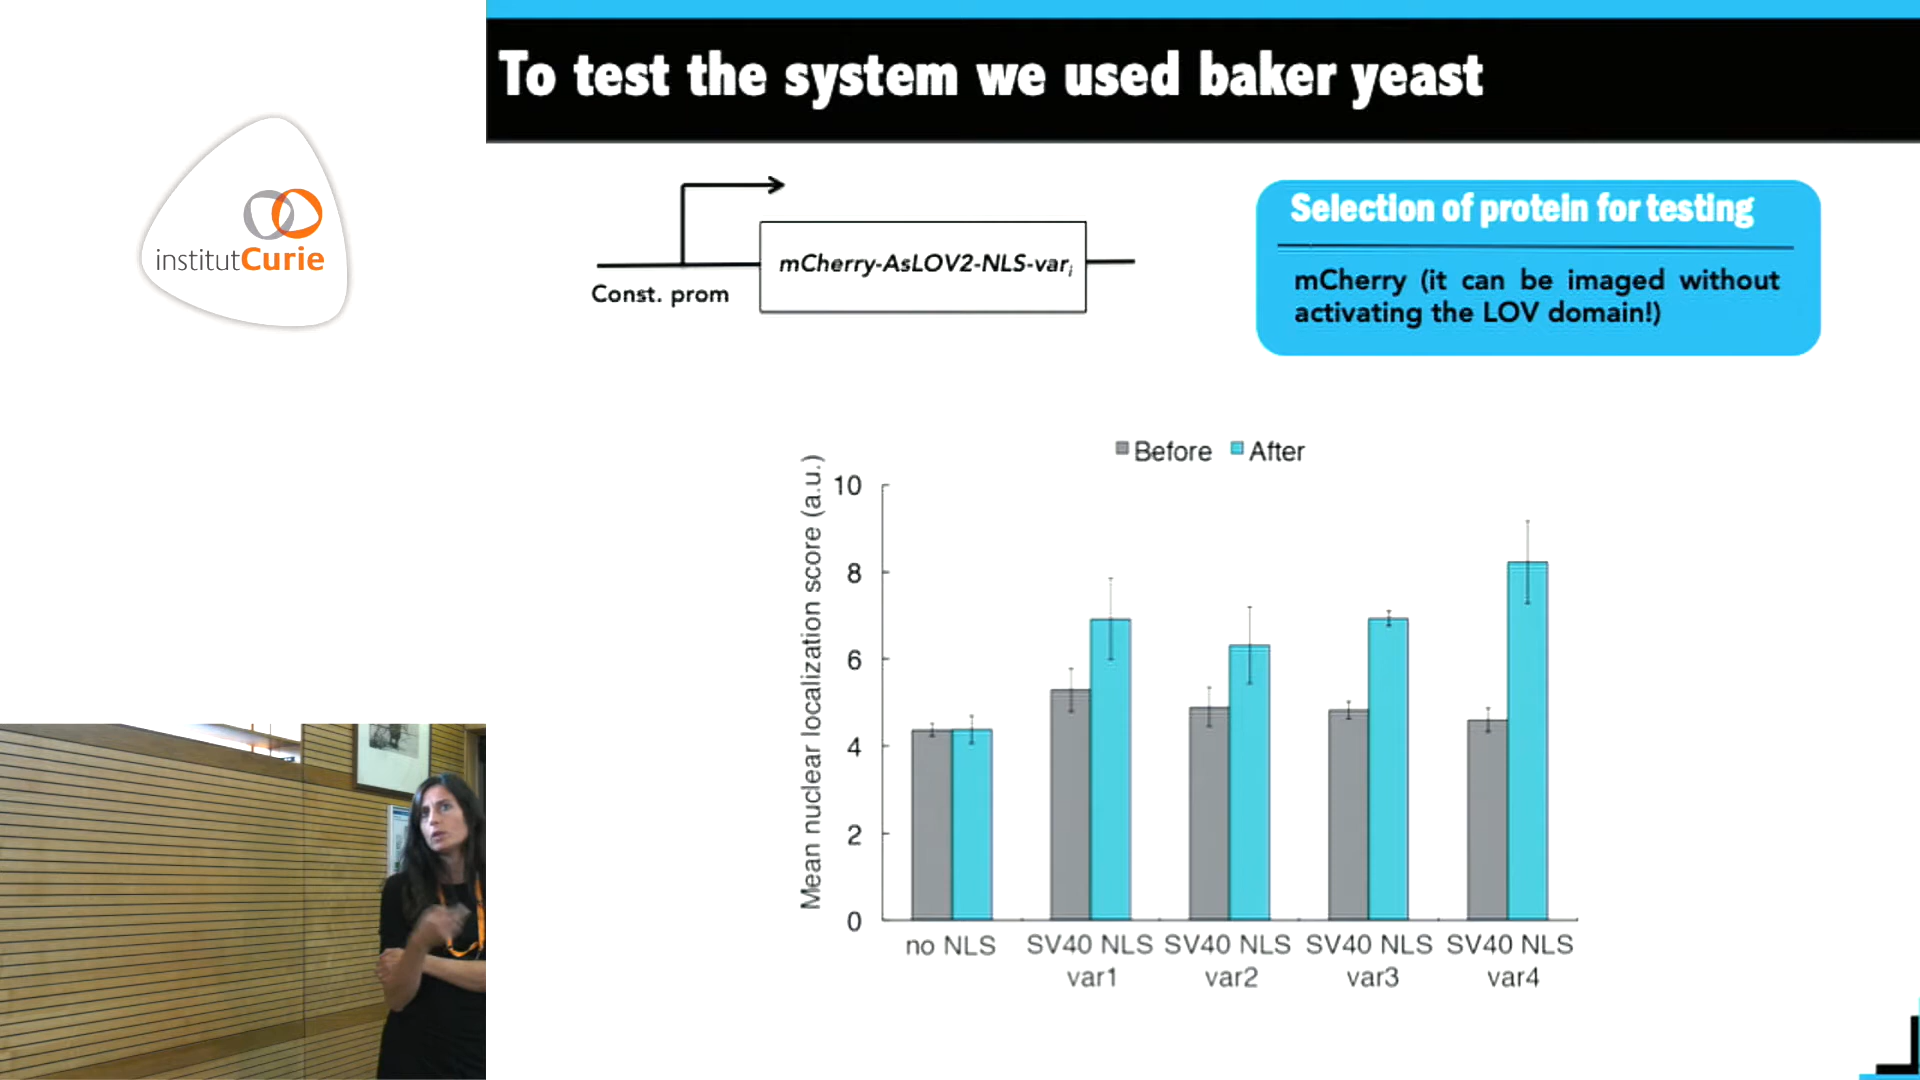 To test the system we used baker yeast
institutCurie
mCherry-AsLOV2-NLS-vari
Const. prom
Selection of protein for testing
mCherry (it can be imaged without
activating the LOV domain!)
Before After
Mean nuclear localization score (a.u.)
10
8
6
4
2
0
no NLS SV40 NLS SV40 NLS SV40 NLS SV40 NLS
var1 var2 var3 var4